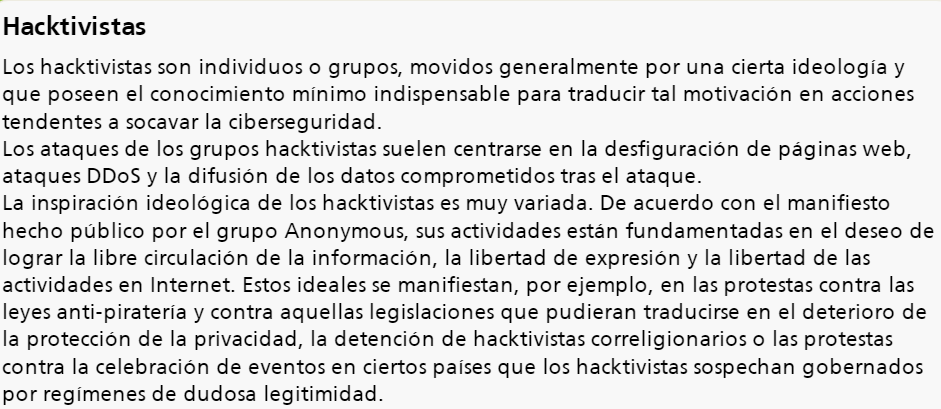 Hacktivistas
Los hacktivistas son individuos o grupos, movidos generalmente por una cierta ideología y
que poseen el conocimiento mínimo indispensable para traducir tal motivación en acciones
tendentes a socavar la ciberseguridad.
Los ataques de los grupos hacktivistas suelen centrarse en la desfiguración de páginas web,
ataques DDoS y la difusión de los datos comprometidos tras el ataque.
La inspiración ideológica de los hacktivistas es muy variada. De acuerdo con el manifiesto
hecho público por el grupo Anonymous, sus actividades están fundamentadas en el deseo de
lograr la libre circulación de la información, la libertad de expresión y la libertad de las
actividades en Internet. Estos ideales se manifiestan, por ejemplo, en las protestas contra las
leyes anti-piratería y contra aquellas legislaciones que pudieran traducirse en el deterioro de
la protección de la privacidad, la detención de hacktivistas correligionarios o las protestas
contra la celebración de eventos en ciertos países que los hacktivistas sospechan gobernados
por regímenes de dudosa legitimidad.